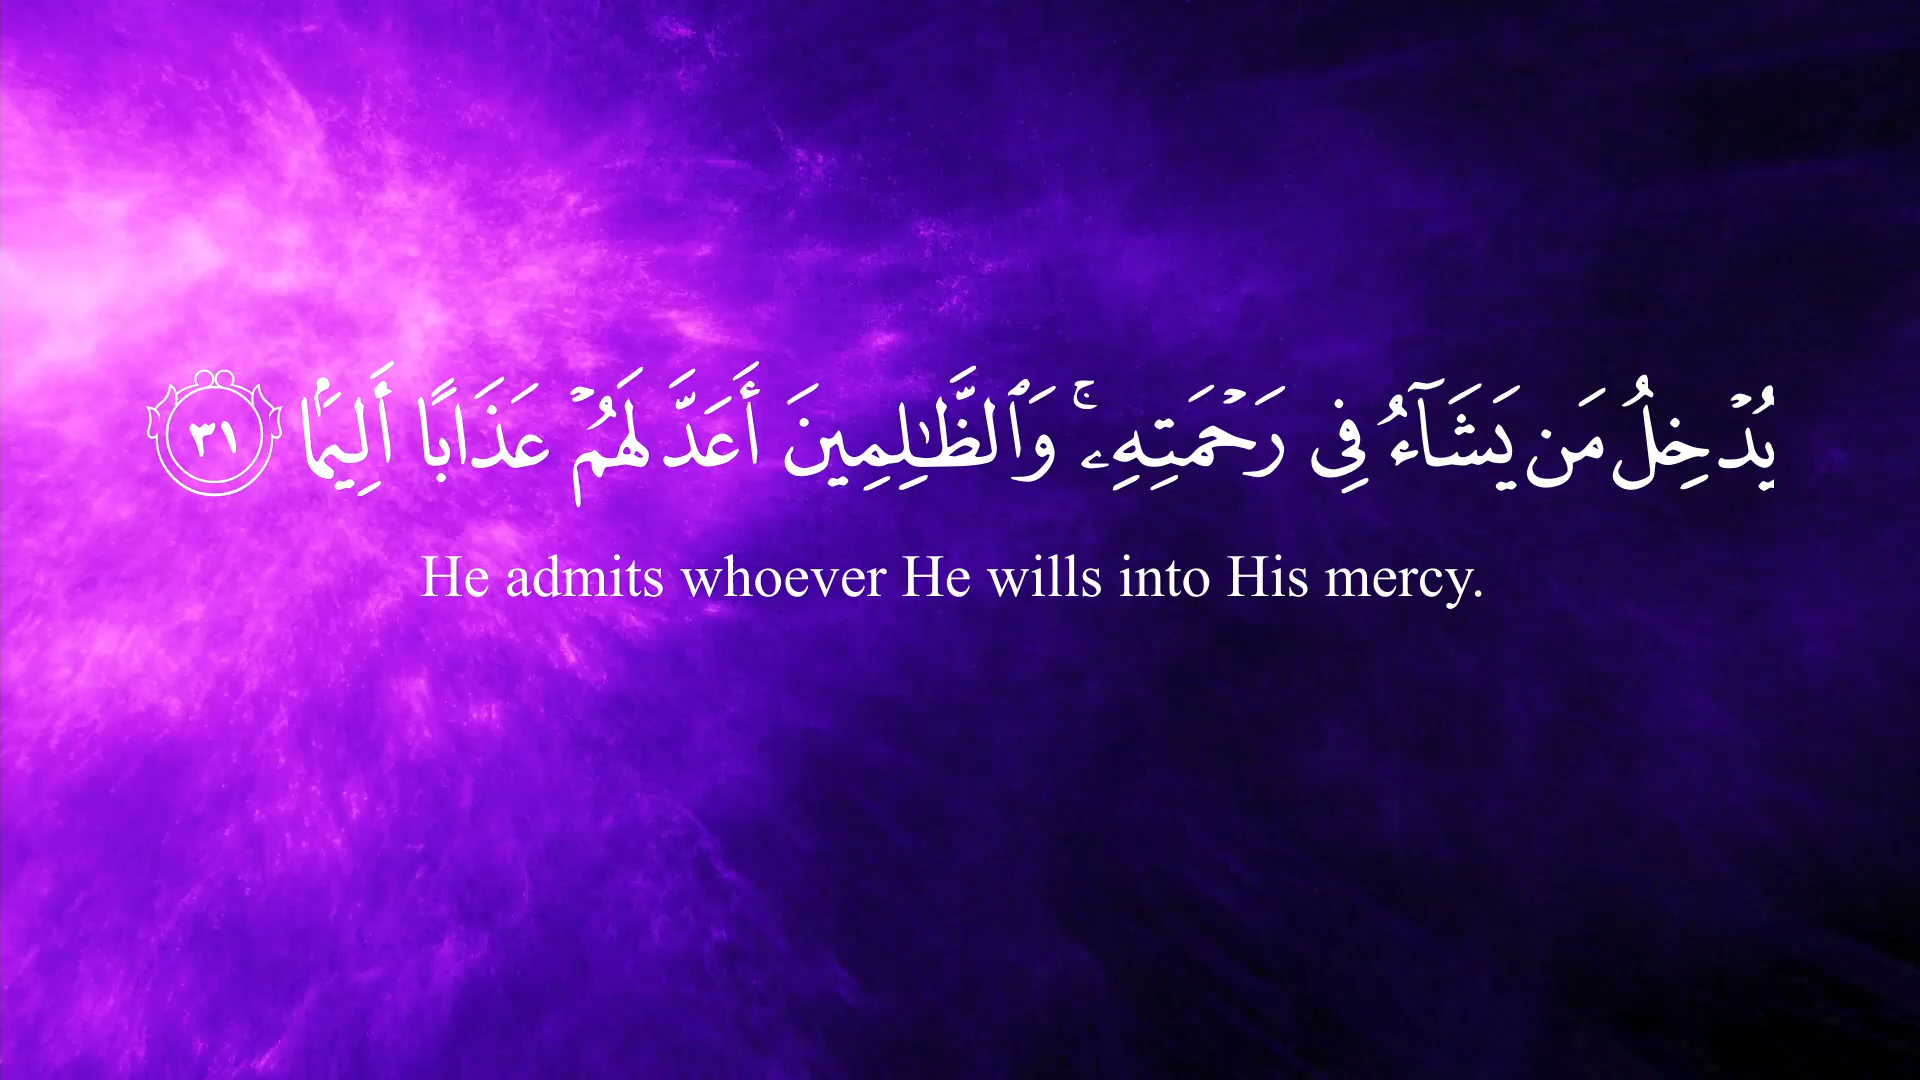 يُدۡخِلُ مَن يَشَآءُ فِى رَحۡمَتِهِۦۚ وَٱلظَّـٰلِمِينَ أَعَدَّ لَهُمۡ عَذَابًا أَلِيمًۢا ٣١
He admits whoever He wills into His mercy.